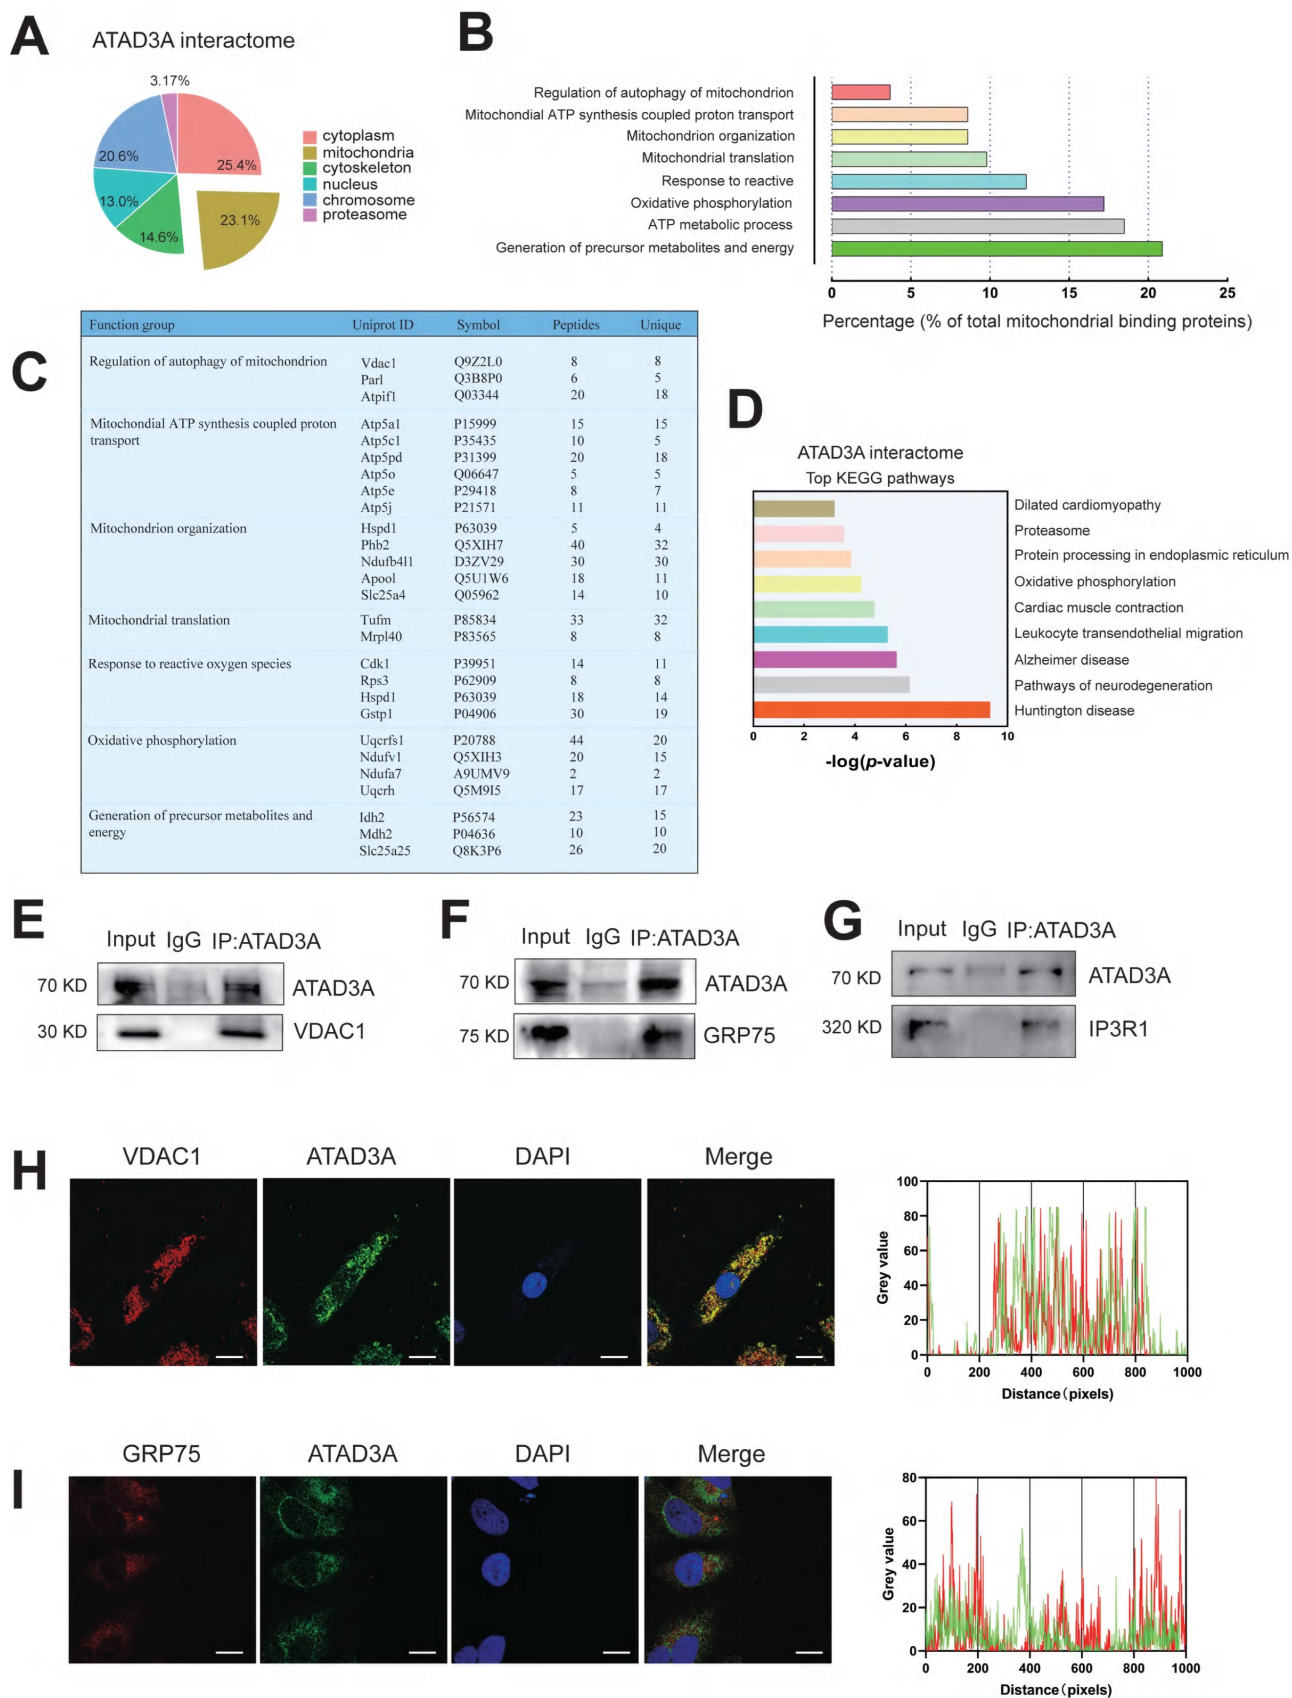 A
ATAD3A interactome
3.17%
25.4%
23.1%
14.6%
13.0%
20.6%
cytoplasm
mitochondria
cytoskeleton
nucleus
chromosome
proteasome
B
Regulation of autophagy of mitochondrion
Mitochondial ATP synthesis coupled proton transport
Mitochondrion organization
Mitochondrial translation
Response to reactive
Oxidative phosphorylation
ATP metabolic process
Generation of precursor metabolites and energy
0 5 10 15 20 25
Percentage (% of total mitochondrial binding proteins)
C
Function group Uniprot ID Symbol Peptides Unique
Regulation of autophagy of mitochondrion Vdac1 Q9Z2L0 8 8
Parl Q3B8P0 6 5
Atpif1 Q03344 20 18
Mitochondial ATP synthesis coupled proton Atp5a1 P15999 15 15
transport Atp5c1 P35435 10 5
Atp5pd P31399 20 18
Atp5o Q06647 5 5
Atp5e P29418 8 7
Atp5j P21571 11 11
Mitochondrion organization Hspd1 P63039 5 4
Phb2 Q5XIH7 40 32
Ndufb4l1 D3ZV29 30 30
Apool Q5U1W6 18 11
Slc25a4 Q05962 14 10
Mitochondrial translation Tufm P85834 33 32
Mrpl40 P83565 8 8
Response to reactive oxygen species Cdk1 P39951 14 11
Rps3 P62909 8 8
Hspd1 P63039 18 14
Gstp1 P04906 30 19
Oxidative phosphorylation Uqcrfs1 P20788 44 20
Ndufv1 Q5XIH3 20 15
Ndufa7 A9UMV9 2 2
Uqcrh Q5M9I5 17 17
Generation of precursor metabolites and Idh2 P56574 23 15
energy Mdh2 P04636 10 10
Slc25a25 Q8K3P6 26 20
D
ATAD3A interactome
Top KEGG pathways
Dilated cardiomyopathy
Proteasome
Protein processing in endoplasmic reticulum
Oxidative phosphorylation
Cardiac muscle contraction
Leukocyte transendothelial migration
Alzheimer disease
Pathways of neurodegeneration
Huntington disease
0 2 4 6 8 10
-log(p-value)
E
Input IgG IP:ATAD3A
70 KD ATAD3A
30 KD VDAC1
F
Input IgG IP:ATAD3A
70 KD ATAD3A
75 KD GRP75
G
Input IgG IP:ATAD3A
70 KD ATAD3A
320 KD IP3R1
H
VDAC1 ATAD3A DAPI Merge
100
80
60
40
20
0
Grey value
0 200 400 600 800 1000
Distance(pixels)
I
GRP75 ATAD3A DAPI Merge
80
60
40
20
0
Grey value
0 200 400 600 800 1000
Distance(pixels)